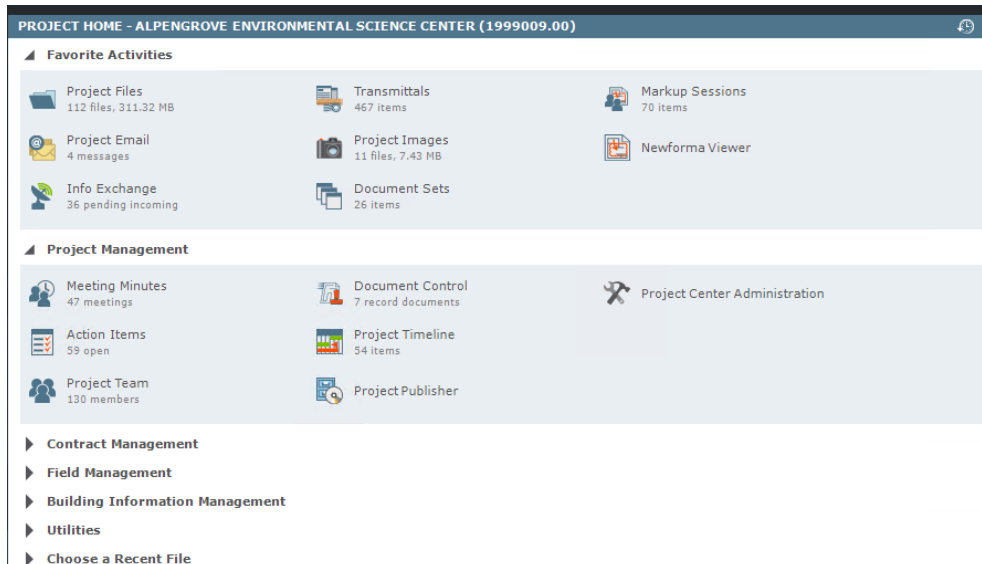 PROJECT HOME - ALPENGROVE ENVIRONMENTAL SCIENCE CENTER (1999009.00)
Favorite Activities
Project Files
112 files, 311.32 MB
Transmittals
467 items
Markup Sessions
70 items
Project Email
4 messages
Project Images
11 files, 7.43 MB
Newforma Viewer
Info Exchange
36 pending incoming
Document Sets
26 items
Project Management
Meeting Minutes
47 meetings
Document Control
7 record documents
Project Center Administration
Action Items
59 open
Project Timeline
54 items
Project Team
130 members
Project Publisher
Contract Management
Field Management
Building Information Management
Utilities
Choose a Recent File